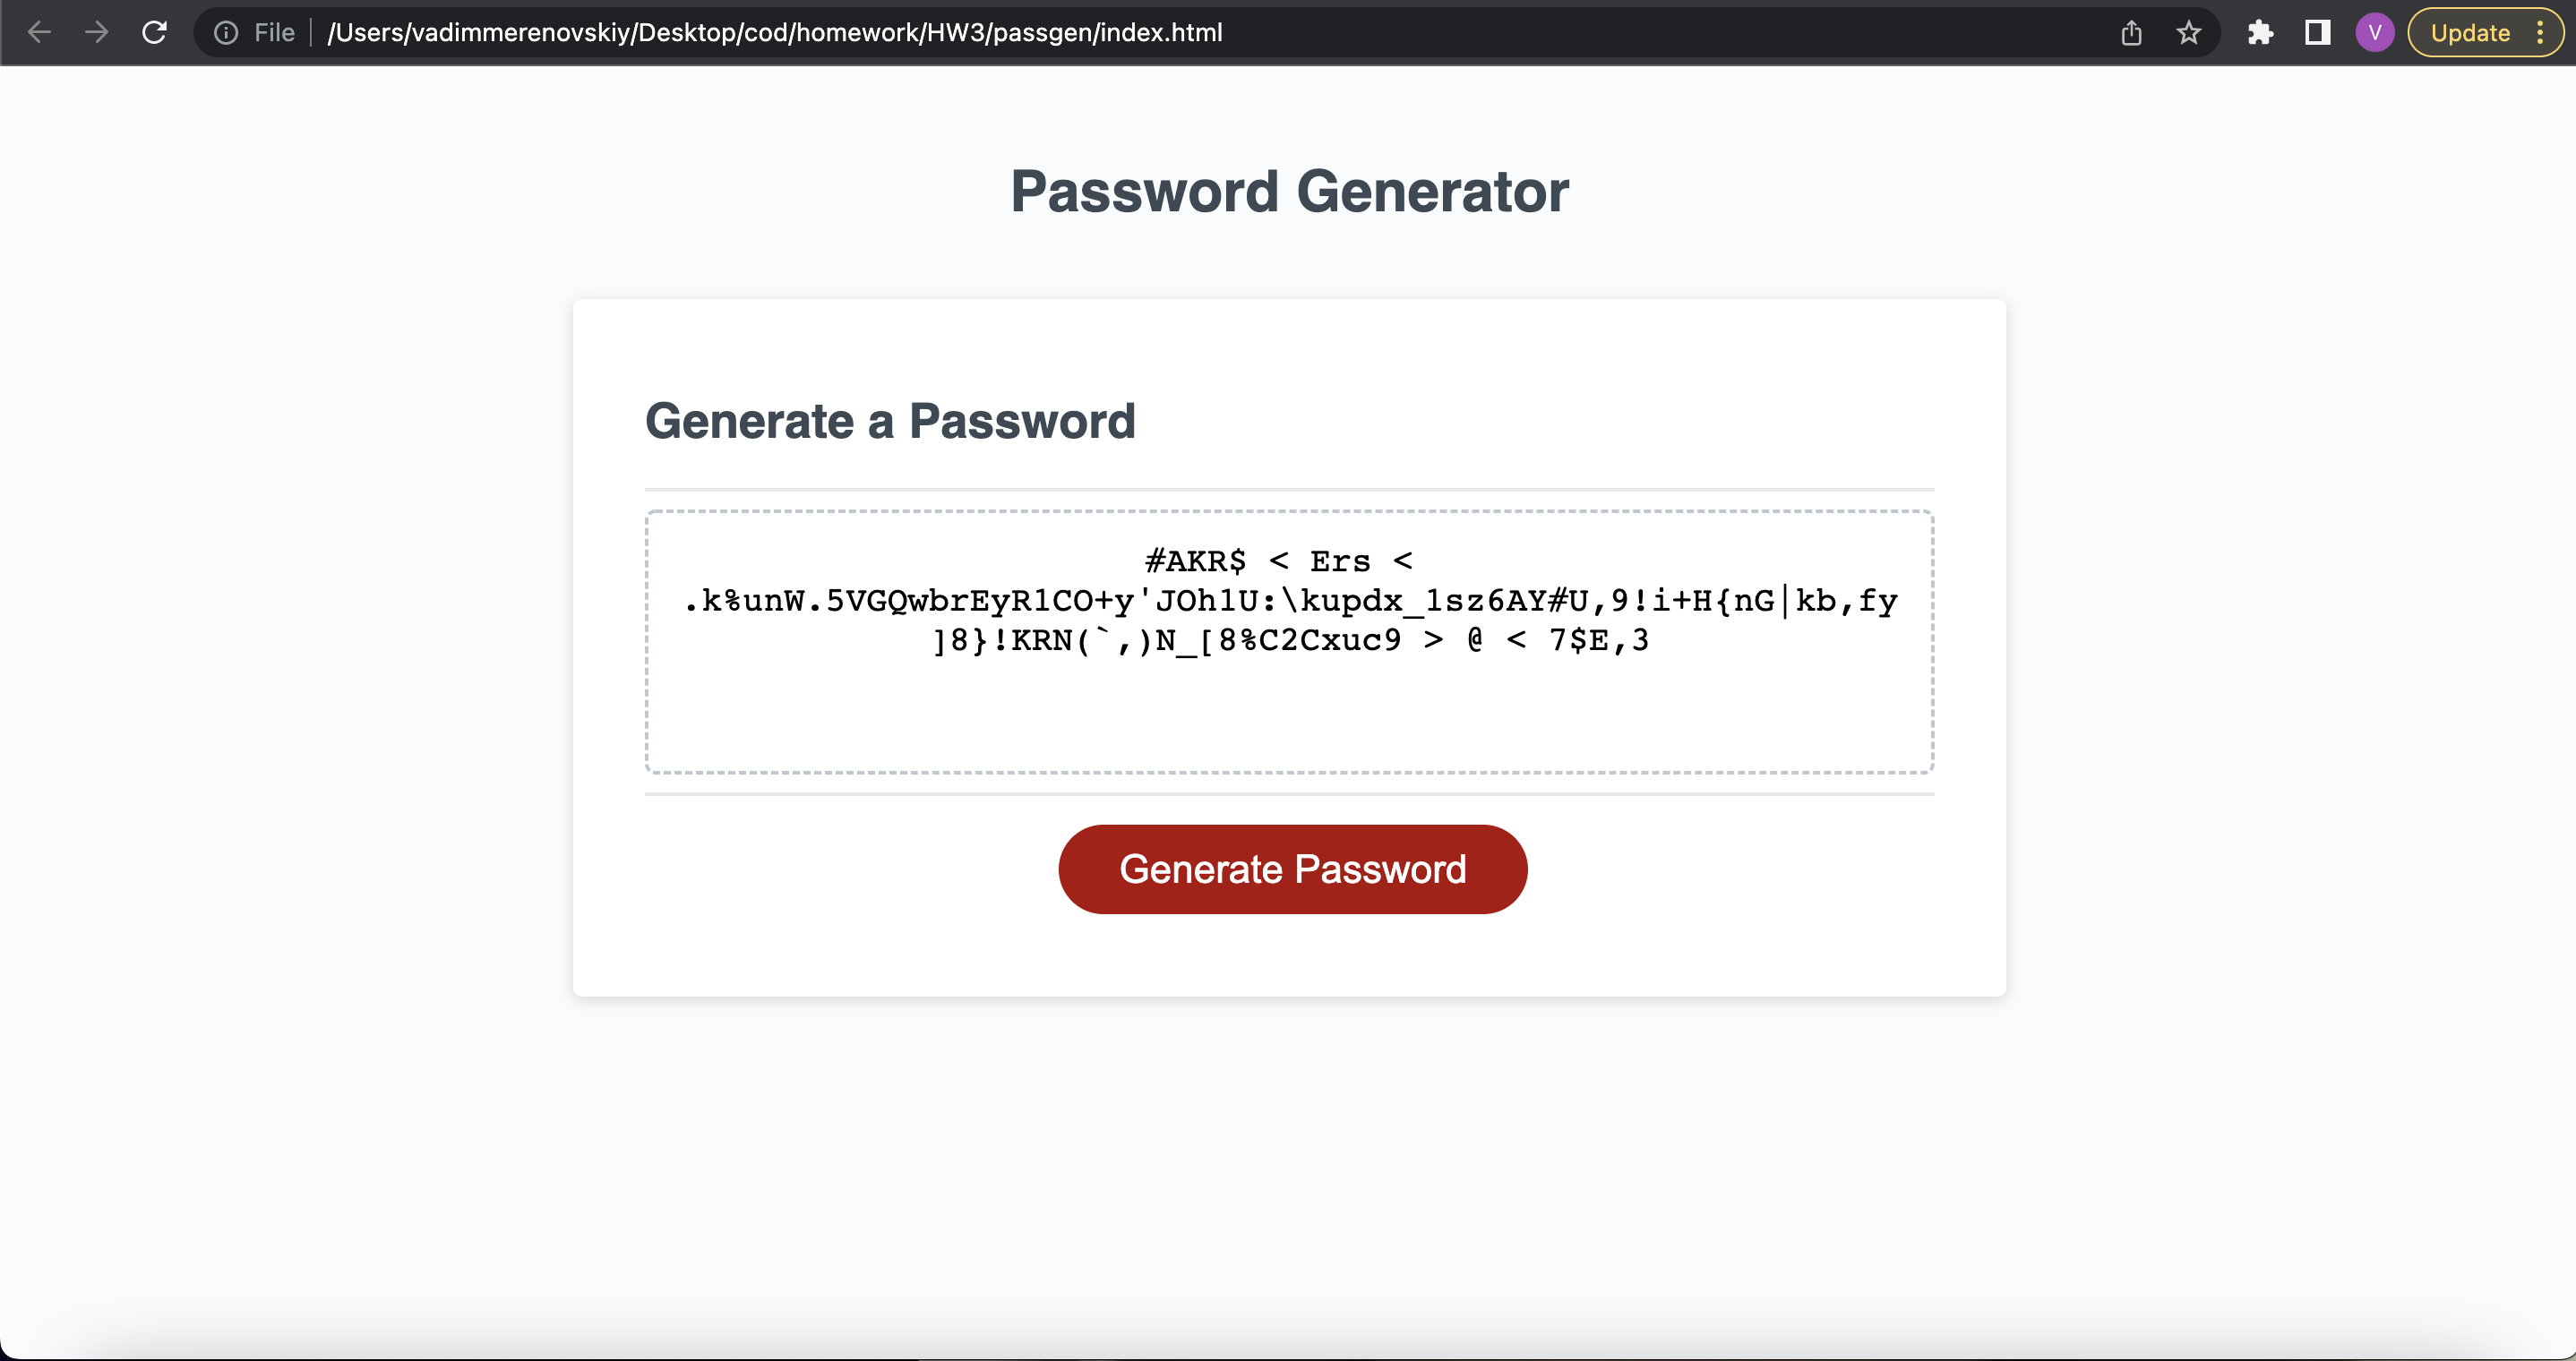 File | /Users/vadimmerenovskiy/Desktop/cod/homework/HW3/passgen/index.html V Update
Password Generator
Generate a Password
#AKR$ < Ers <
.k%unW.5VGQwbrEyR1CO+y'JOh1U:\kupdx_1sz6AY#U,9!i+H{nG|kb,fy
]8}!KRN(`,)N_[8%C2Cxuc9 > @ < 7$E,3
Generate Password